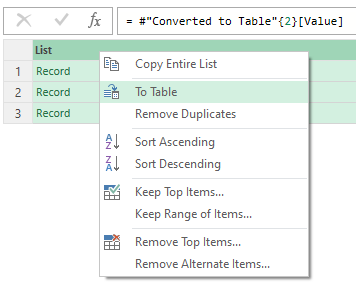 fx = #"Converted to Table"{2}[Value]
List
1 Record
2 Record
3 Record
Copy Entire List
To Table
Remove Duplicates
Sort Ascending
Sort Descending
Keep Top Items...
Keep Range of Items...
Remove Top Items...
Remove Alternate Items...